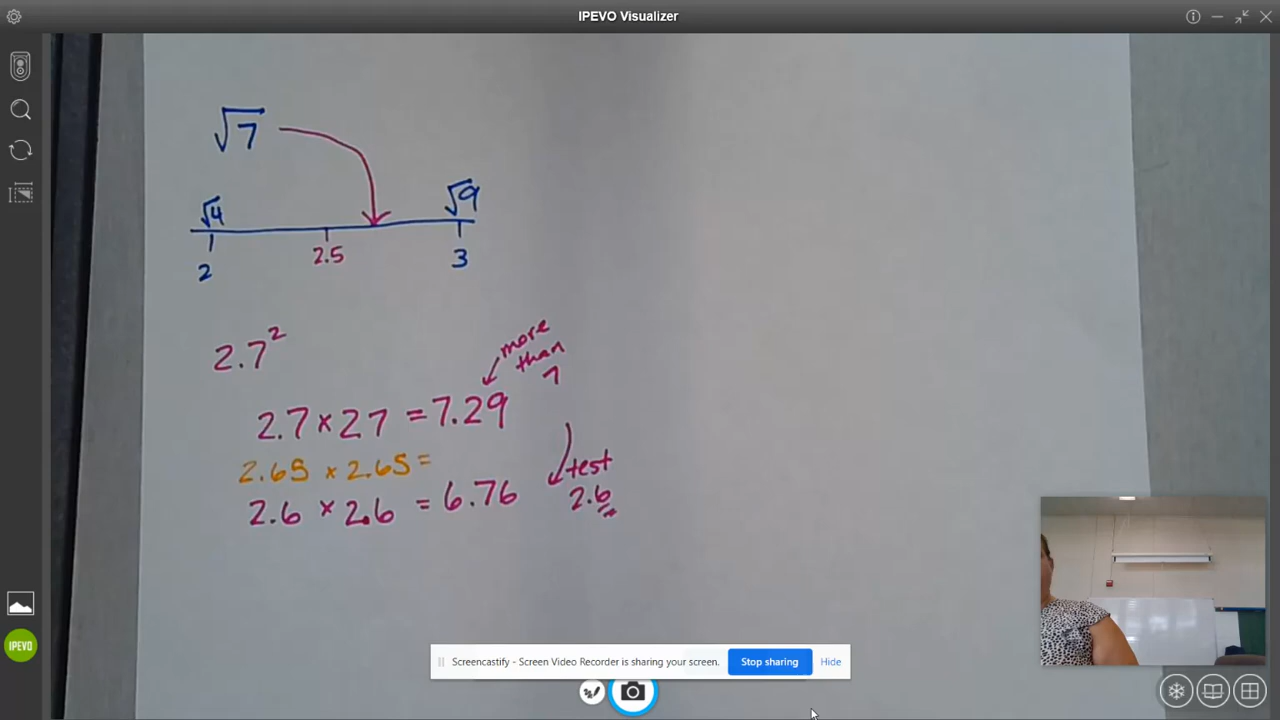 IPEVO Visualizer
√7
√4 √9
2 2.5 3
2.7²
more
than
7
2.7 × 27 = 7.29
2.65 × 2.65 =
test
2.6 × 2.6 = 6.76
2.6
IPEVO
Screencastify - Screen Video Recorder is sharing your screen.
Stop sharing
Hide